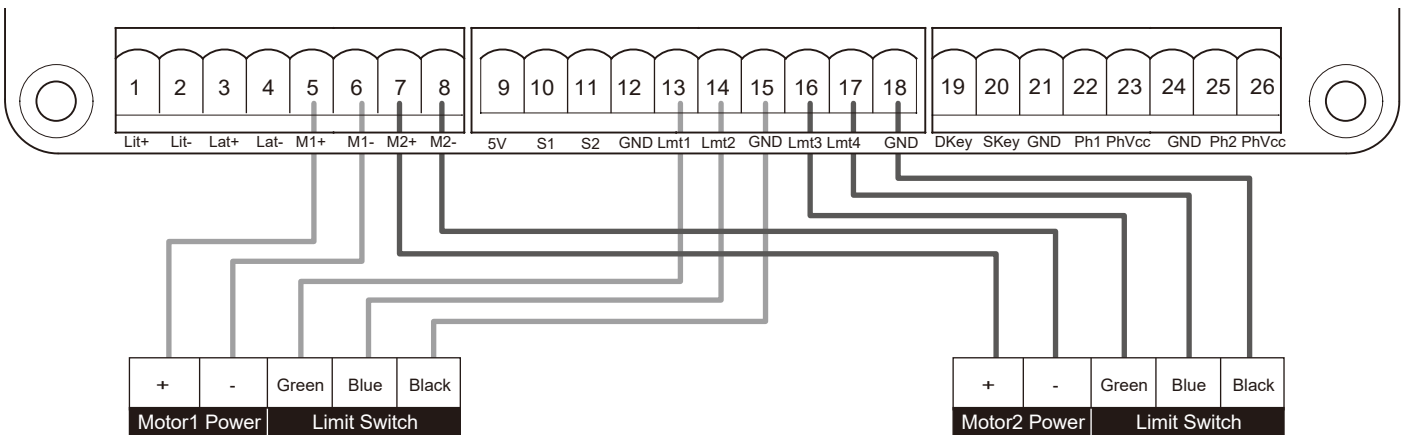 1 2 3 4 5 6 7 8 9 10 11 12 13 14 15 16 17 18 19 20 21 22 23 24 25 26
Lit+ Lit- Lat+ Lat- M1+ M1- M2+ M2- 5V S1 S2 GND Lmt1 Lmt2 GND Lmt3 Lmt4 GND DKey SKey GND Ph1 PhVcc GND Ph2 PhVcc
+ - Green Blue Black + - Green Blue Black
Motor1 Power Limit Switch Motor2 Power Limit Switch